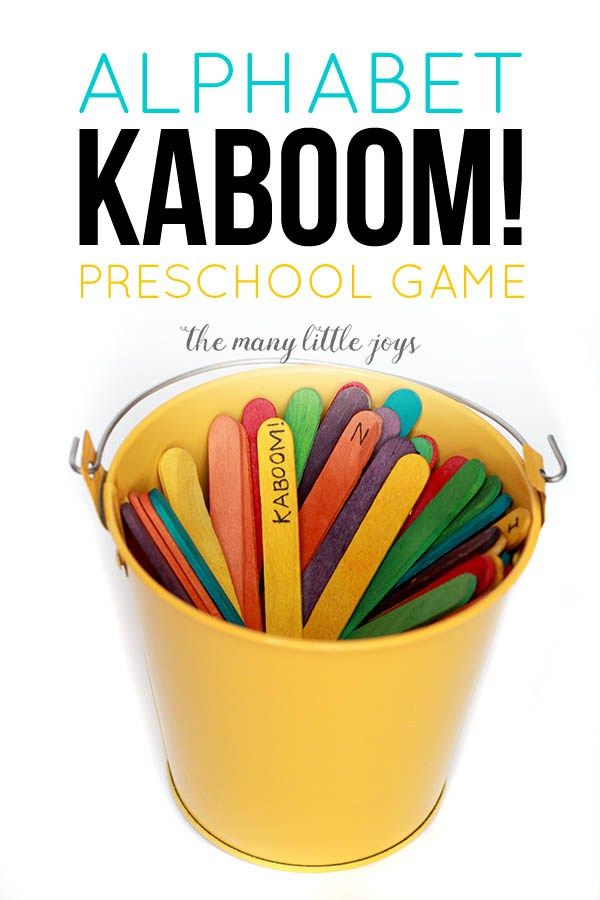 ALPHABET
KABOOM!
PRESCHOOL GAME
the many little joys
KABOOM!
N
I